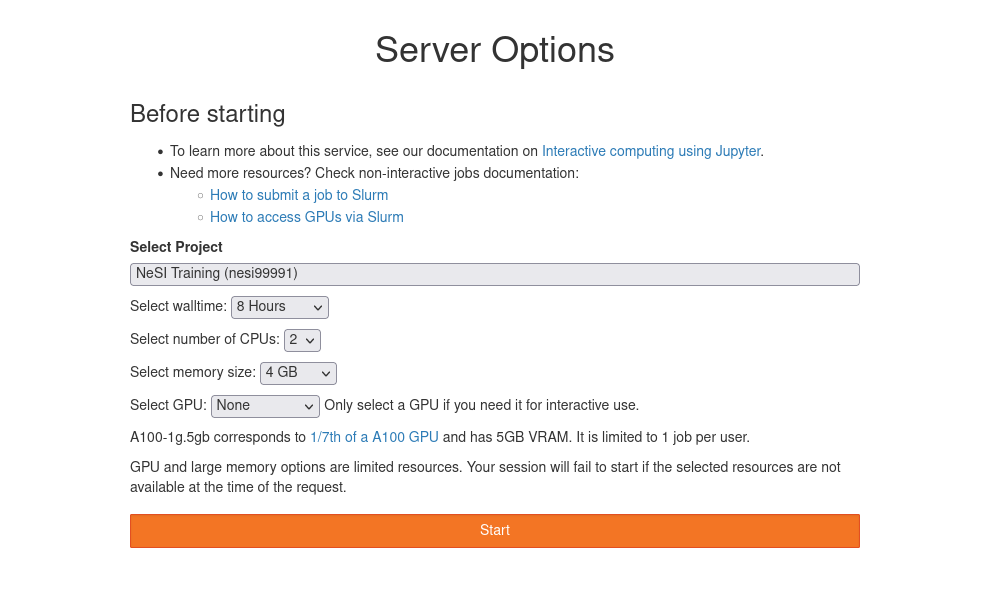 Server Options
Before starting
To learn more about this service, see our documentation on Interactive computing using Jupyter.
Need more resources? Check non-interactive jobs documentation:
How to submit a job to Slurm
How to access GPUs via Slurm
Select Project
NeSI Training (nesi99991)
Select walltime: 8 Hours
Select number of CPUs: 2
Select memory size: 4 GB
Select GPU: None Only select a GPU if you need it for interactive use.
A100-1g.5gb corresponds to 1/7th of a A100 GPU and has 5GB VRAM. It is limited to 1 job per user.
GPU and large memory options are limited resources. Your session will fail to start if the selected resources are not
available at the time of the request.
Start